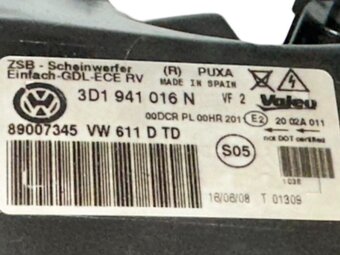 ZSB - Scheinwerfer (R) PUXA
Einfach-GDL-ECE RV MADE IN SPAIN
3D1 941 016 N VF 2 Valeo
00DCR PL 00HR 2011 E2 20 02A 011
89007345 VW 611 D TD not DOT certified
S05
16/06/08 T 01309